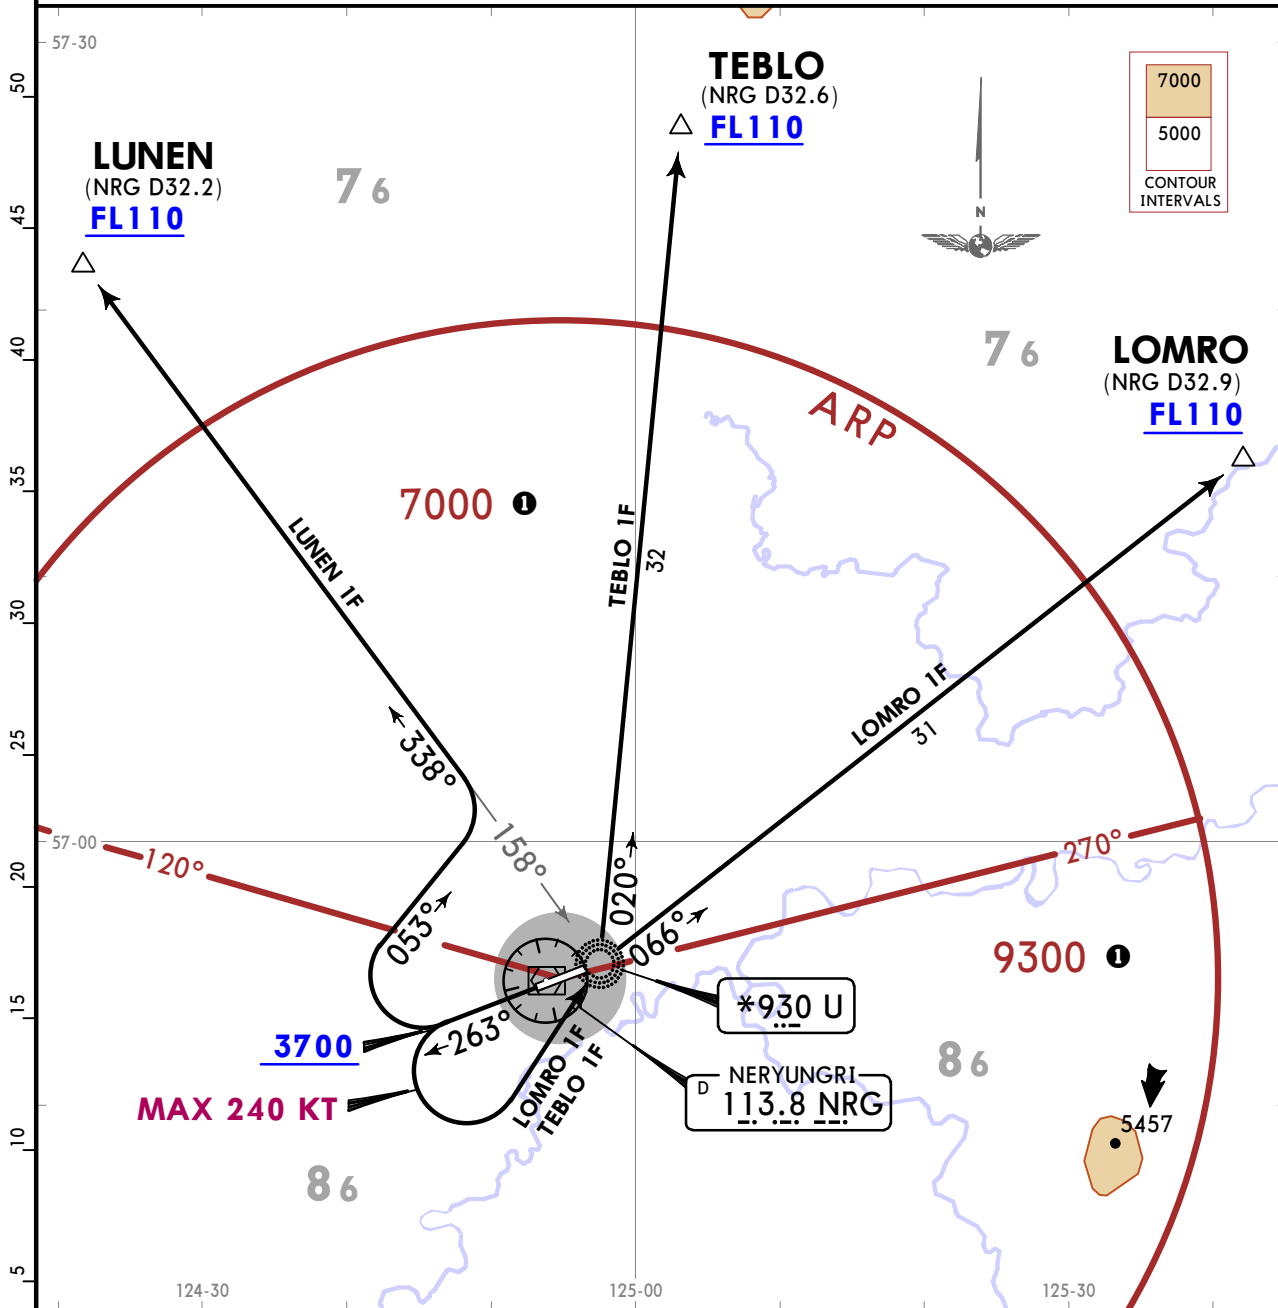 57-30
50
45
40
35
30
25
20
15
10
5
TEBLO
(NRG D32.6)
FL110
7000
5000
CONTOUR
INTERVALS
LUNEN
(NRG D32.2)
FL110
7 6
N
7 6
LOMRO
(NRG D32.9)
FL110
ARP
7000 1
LUNEN 1F
TEBLO 1F
32
LOMRO 1F
31
338°
158°
57-00
120°
270°
020°
066°
053°
9300 1
*930 U
263°
3700
LOMRO 1F
TEBLO 1F
MAX 240 KT
NERYUNGRI
D
113.8 NRG
8 6
5457
8 6
124-30
125-00
125-30